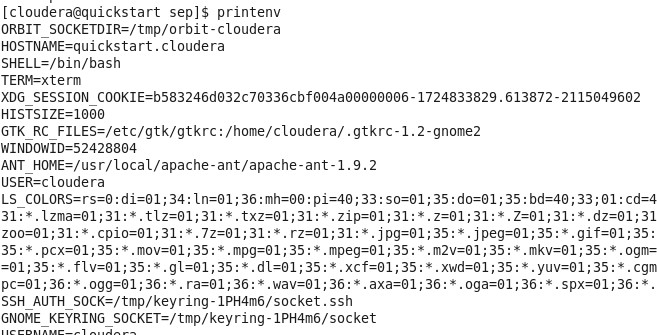 [cloudera@quickstart sep]$ printenv
ORBIT_SOCKETDIR=/tmp/orbit-cloudera
HOSTNAME=quickstart.cloudera
SHELL=/bin/bash
TERM=xterm
XDG_SESSION_COOKIE=b583246d032c70336cbf004a00000006-1724833829.613872-2115049602
HISTSIZE=1000
GTK_RC_FILES=/etc/gtk/gtkrc:/home/cloudera/.gtkrc-1.2-gnome2
WINDOWID=52428804
ANT_HOME=/usr/local/apache-ant/apache-ant-1.9.2
USER=cloudera
LS_COLORS=rs=0:di=01;34:ln=01;36:mh=00:pi=40;33:so=01;35:do=01;35:bd=40;33;01:cd=4
31:*.lzma=01;31:*.tlz=01;31:*.txz=01;31:*.zip=01;31:*.z=01;31:*.Z=01;31:*.dz=01;31
zoo=01;31:*.cpio=01;31:*.7z=01;31:*.rz=01;31:*.jpg=01;35:*.jpeg=01;35:*.gif=01;35:
35:*.pcx=01;35:*.mov=01;35:*.mpg=01;35:*.mpeg=01;35:*.m2v=01;35:*.mkv=01;35:*.ogm=
=01;35:*.flv=01;35:*.gl=01;35:*.dl=01;35:*.xcf=01;35:*.xwd=01;35:*.yuv=01;35:*.cgm
pc=01;36:*.ogg=01;36:*.ra=01;36:*.wav=01;36:*.axa=01;36:*.oga=01;36:*.spx=01;36:*.
SSH_AUTH_SOCK=/tmp/keyring-1PH4m6/socket.ssh
GNOME_KEYRING_SOCKET=/tmp/keyring-1PH4m6/socket
USERNAME=cloudera